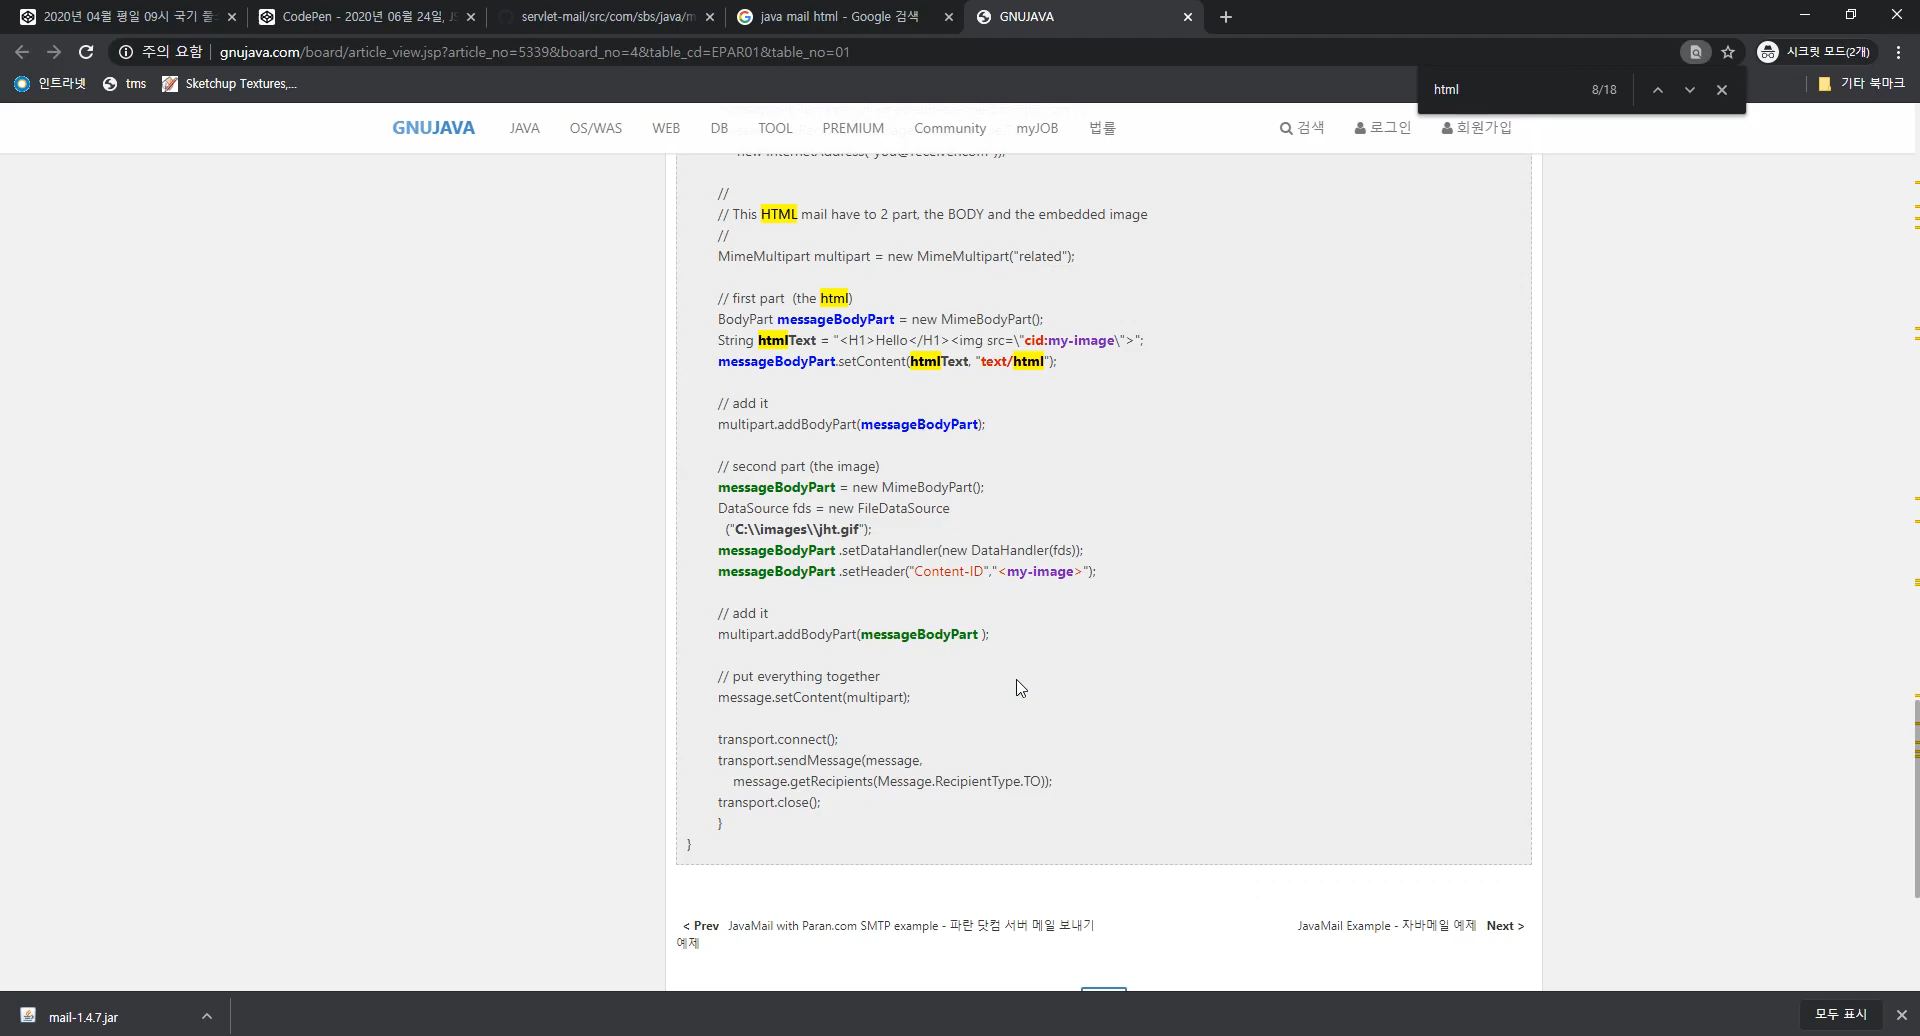 2020년 04월 평일 09시 국기 돌
CodePen - 2020년 06월 24일, JS
servlet-mail/src/com/sbs/java/m
java mail html - Google 검색
GNUJAVA
주의 요함
gnujava.com/board/article_view.jsp?article_no=5339&board_no=4&table_cd=EPAR01&table_no=01
시크릿 모드(2개)
인트라넷
tms
Sketchup Textures,...
html
8/18
기타 북마크
GNUJAVA
JAVA
OS/WAS
WEB
DB
TOOL
PREMIUM
Community
myJOB
법률
검색
로그인
회원가입
new InternetAddress("you@receiver.com"));
//
// This HTML mail have to 2 part, the BODY and the embedded image
//
MimeMultipart multipart = new MimeMultipart("related");
// first part  (the html)
BodyPart messageBodyPart = new MimeBodyPart();
String htmlText = "<H1>Hello</H1><img src=\"cid:my-image\">";
messageBodyPart.setContent(htmlText, "text/html");
// add it
multipart.addBodyPart(messageBodyPart);
// second part (the image)
messageBodyPart = new MimeBodyPart();
DataSource fds = new FileDataSource
("C:\\images\\jht.gif");
messageBodyPart .setDataHandler(new DataHandler(fds));
messageBodyPart .setHeader("Content-ID","<my-image>");
// add it
multipart.addBodyPart(messageBodyPart );
// put everything together
message.setContent(multipart);
transport.connect();
transport.sendMessage(message,
message.getRecipients(Message.RecipientType.TO));
transport.close();
}
}
< Prev JavaMail with Paran.com SMTP example - 파란 닷컴 서버 메일 보내기
예제
JavaMail Example - 자바메일 예제 Next >
mail-1.4.7.jar
모두 표시